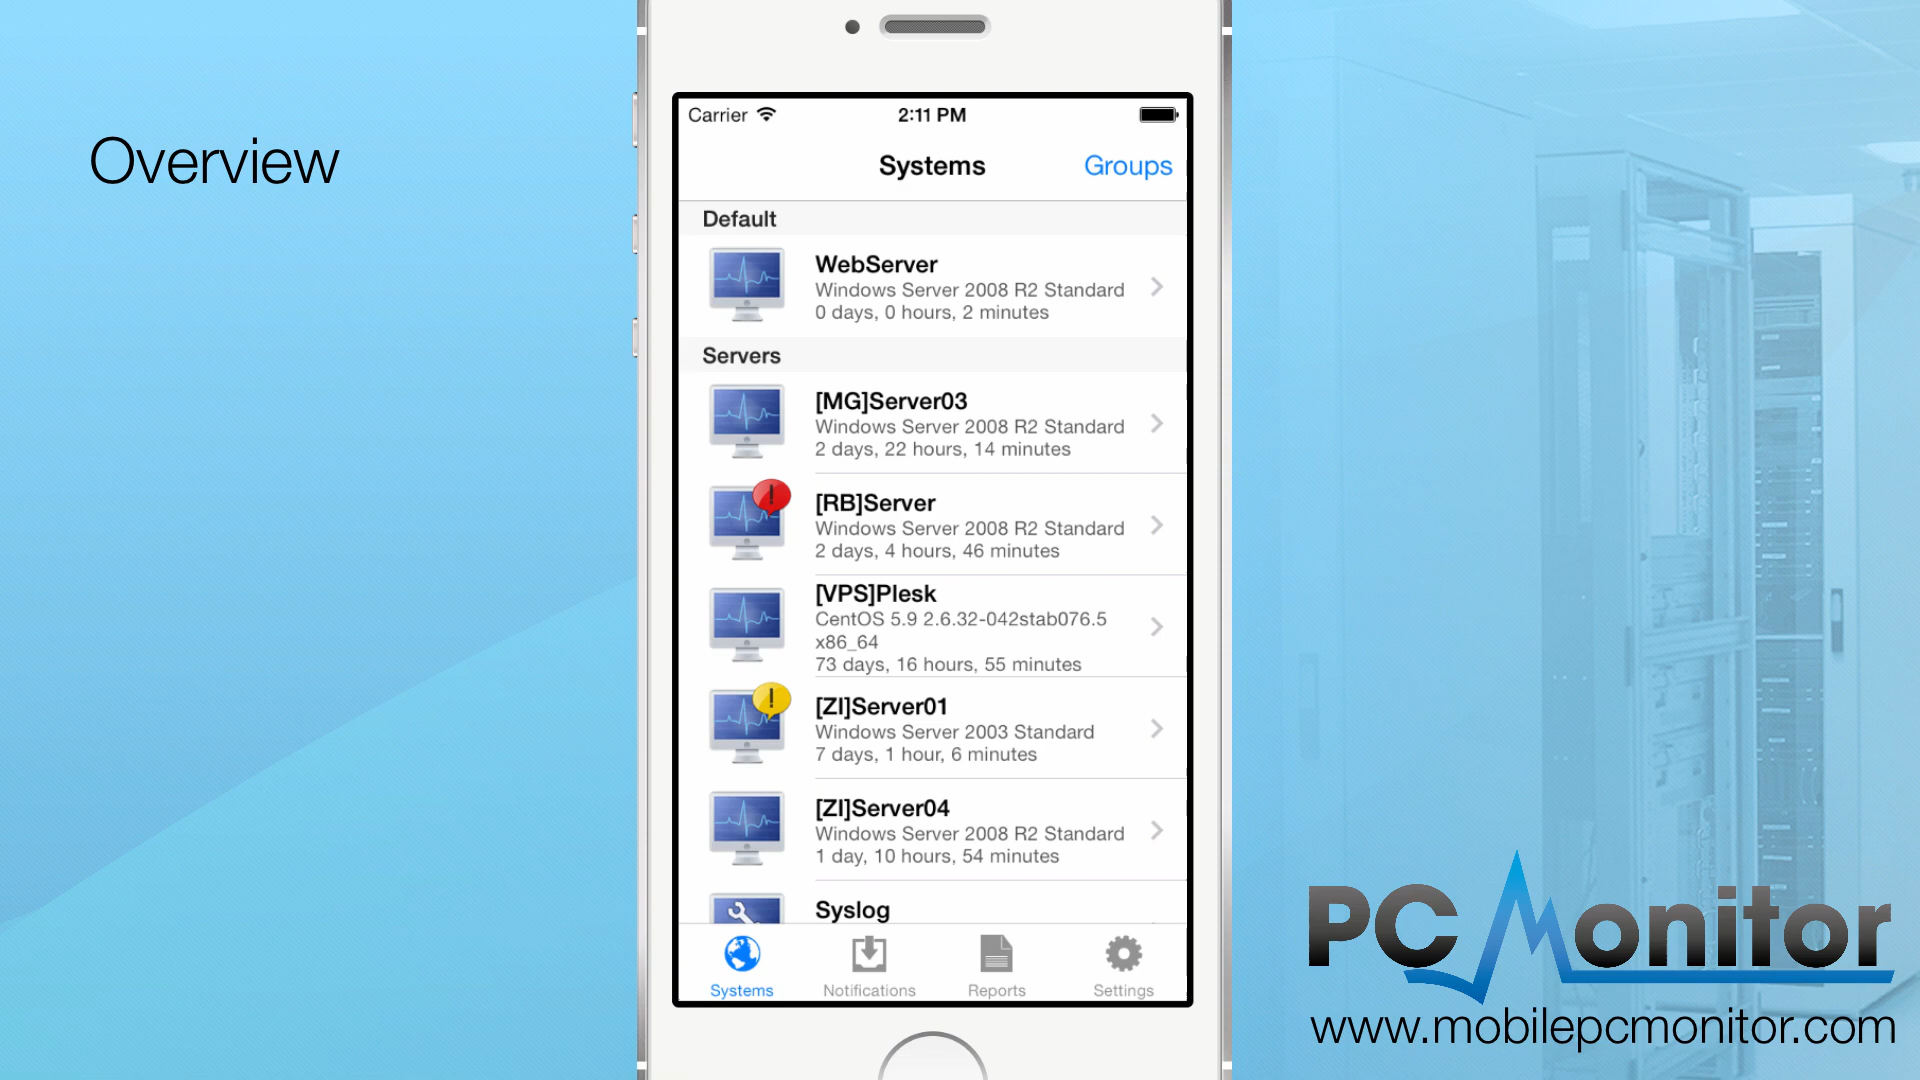 Overview
Carrier 2:11 PM
Systems Groups
Default
WebServer
Windows Server 2008 R2 Standard
0 days, 0 hours, 2 minutes
Servers
[MG]Server03
Windows Server 2008 R2 Standard
2 days, 22 hours, 14 minutes
[RB]Server
Windows Server 2008 R2 Standard
2 days, 4 hours, 46 minutes
[VPS]Plesk
CentOS 5.9 2.6.32-042stab076.5
x86_64
73 days, 16 hours, 55 minutes
[ZI]Server01
Windows Server 2003 Standard
7 days, 1 hour, 6 minutes
[ZI]Server04
Windows Server 2008 R2 Standard
1 day, 10 hours, 54 minutes
Syslog
Systems Notifications Reports Settings
PC Monitor
www.mobilepcmonitor.com